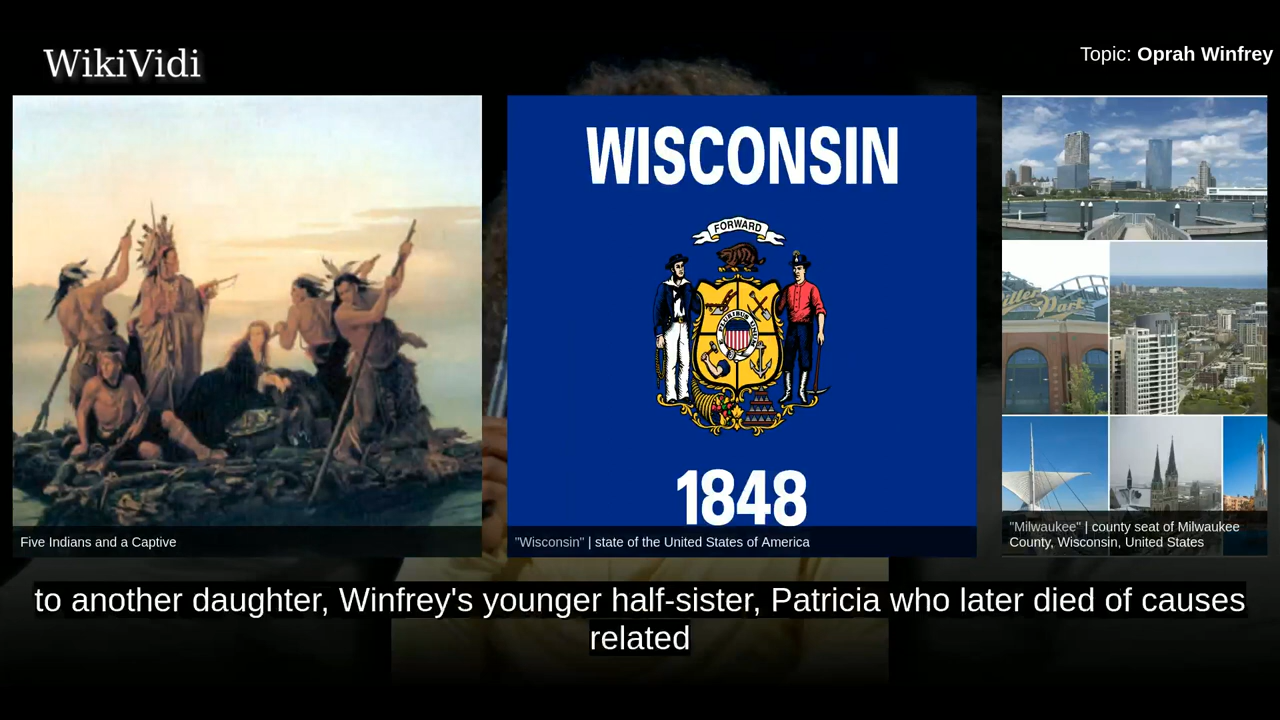 WikiVidi
Topic: Oprah Winfrey
WISCONSIN
FORWARD
1848
Miller
Park
Five Indians and a Captive
"Wisconsin" | state of the United States of America
"Milwaukee" | county seat of Milwaukee
County, Wisconsin, United States
to another daughter, Winfrey's younger half-sister, Patricia who later died of causes
related